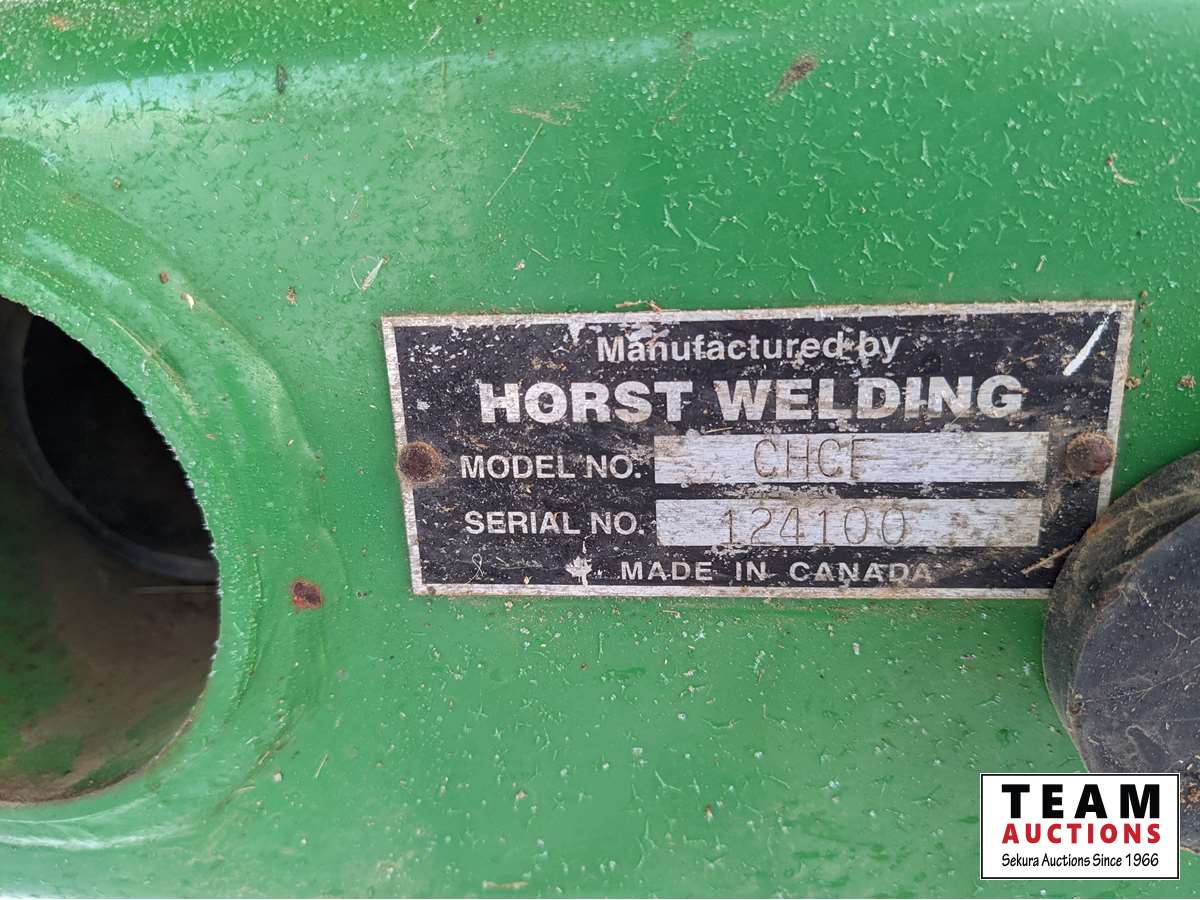 Manufactured by
HORST WELDING
MODEL NO. CHCF
SERIAL NO. 124100
MADE IN CANADA
TEAM
AUCTIONS
Sekura Auctions Since 1966